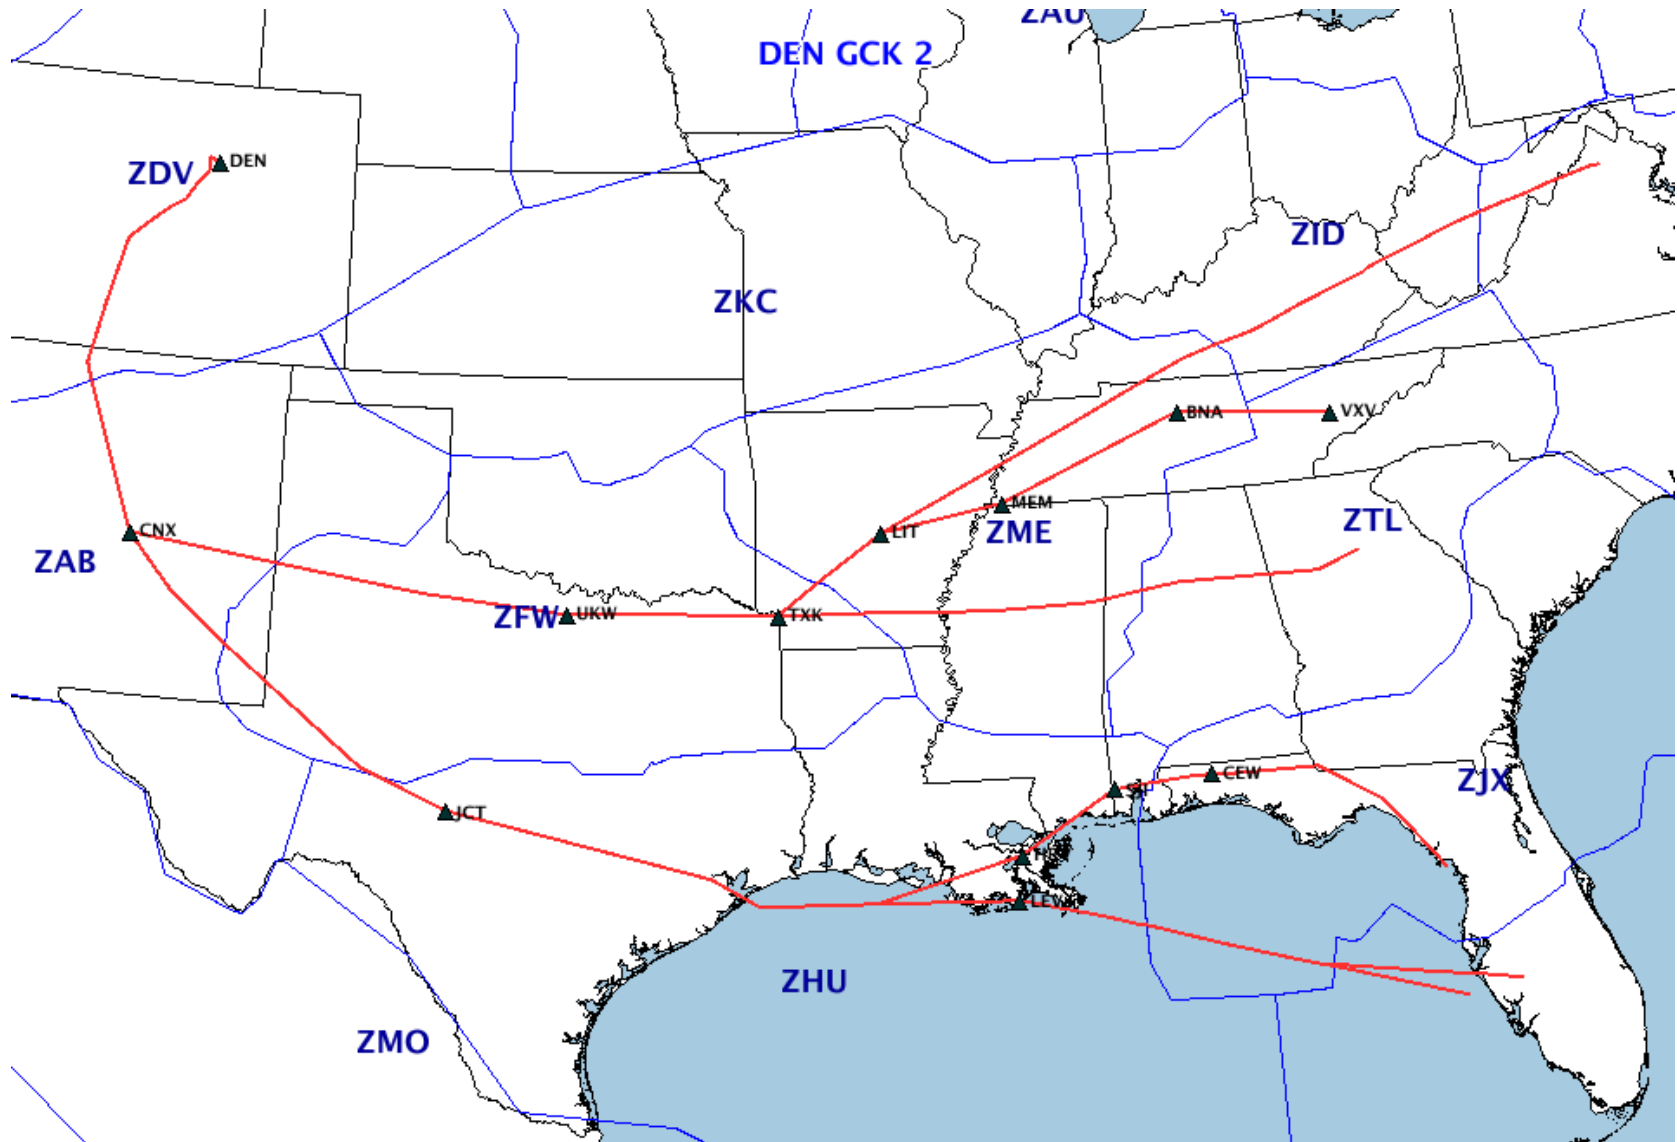 ZAU
DEN GCK 2
DEN
ZDV
ZID
ZKC
BNA
VXV
MEM
CNX
LIT
ZME
ZTL
ZAB
ZFW
UKW
TXK
CEW
SJI
ZJX
JCT
LEV
ZHU
ZMO